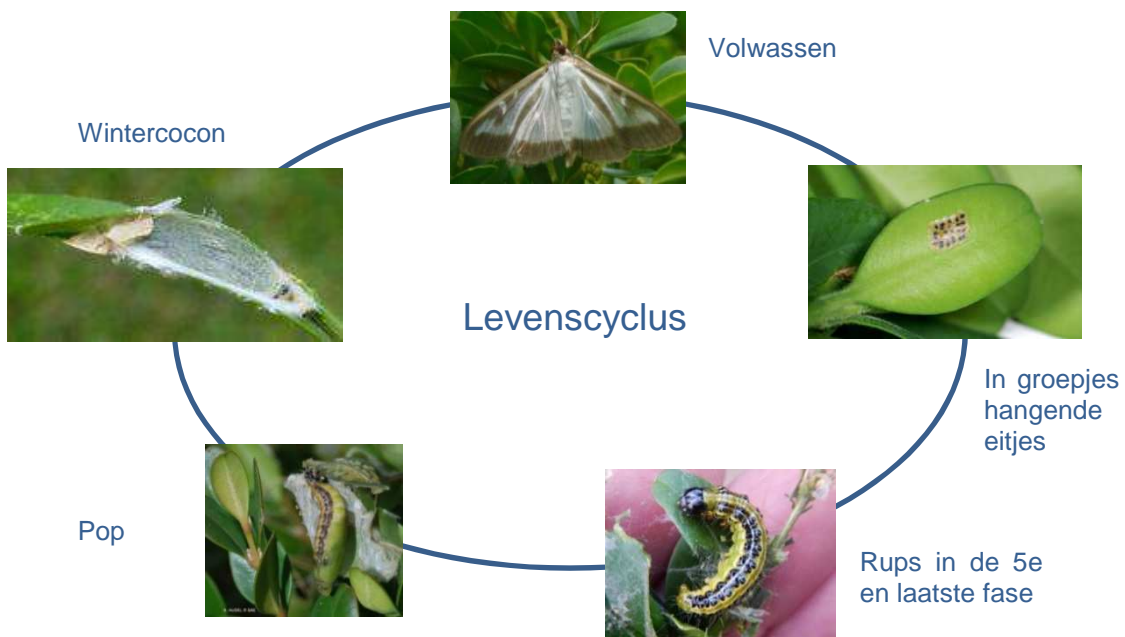 Volwassen
Wintercocon
Levenscyclus
In groepjes
hangende
eitjes
Pop
Rups in de 5e
en laatste fase